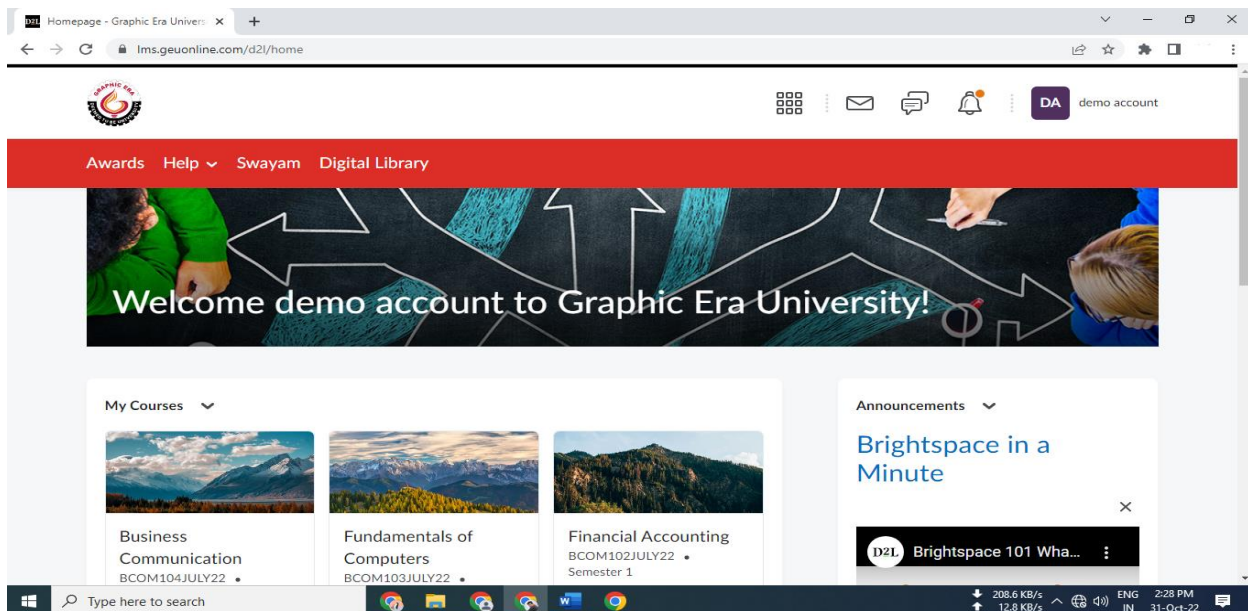 D2L Homepage - Graphic Era Univers
lms.geuonline.com/d2l/home
GRAPHIC ERA
DA demo account
Awards Help Swayam Digital Library
Welcome demo account to Graphic Era University!
My Courses
Business
Communication
BCOM104JULY22 •
Fundamentals of
Computers
BCOM103JULY22 •
Financial Accounting
BCOM102JULY22 •
Semester 1
Announcements
Brightspace in a
Minute
D2L Brightspace 101 Wha...
Type here to search
208.6 KB/s
12.8 KB/s
ENG
IN
2:28 PM
31-Oct-22